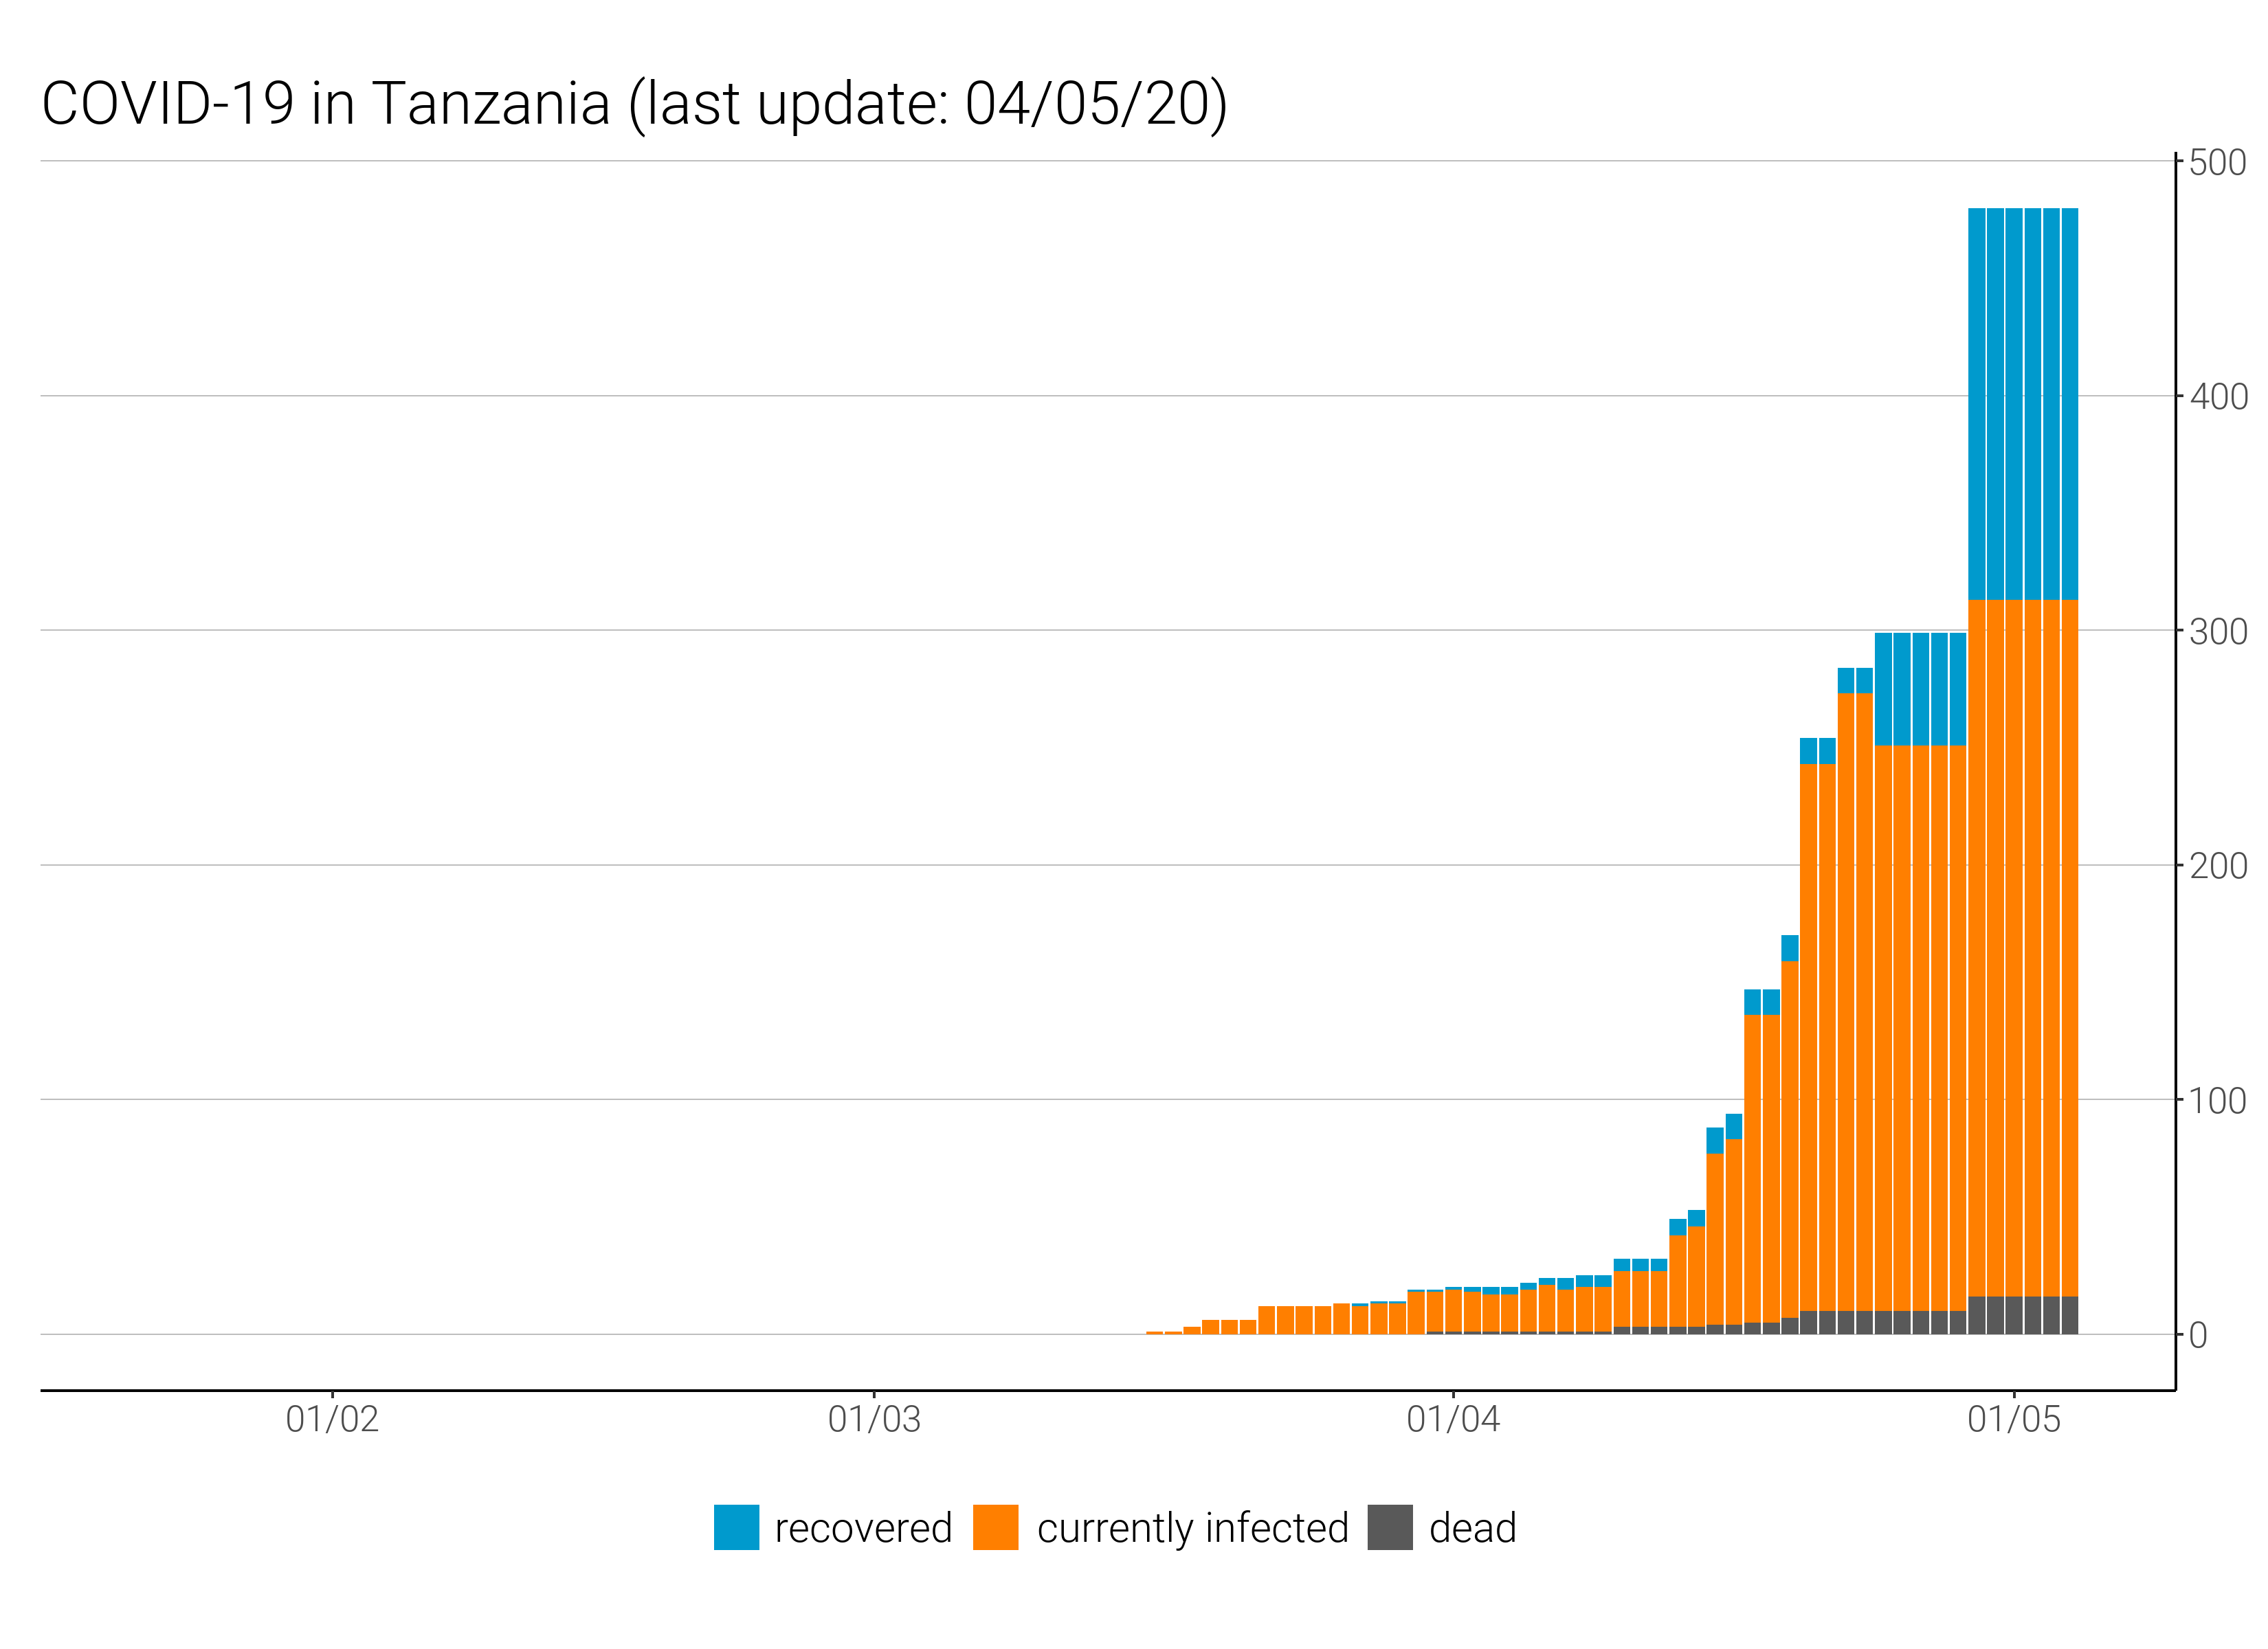 COVID-19 in Tanzania (last update: 04/05/20)
500
400
300
200
100
0
01/02 01/03 01/04 01/05
recovered currently infected dead